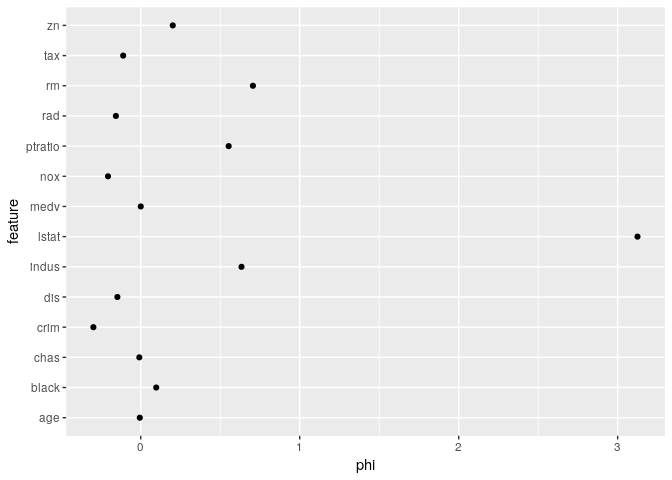 zn
tax
rm
rad
ptratio
nox
medv
lstat
indus
dis
crim
chas
black
age
feature
0 1 2 3
phi